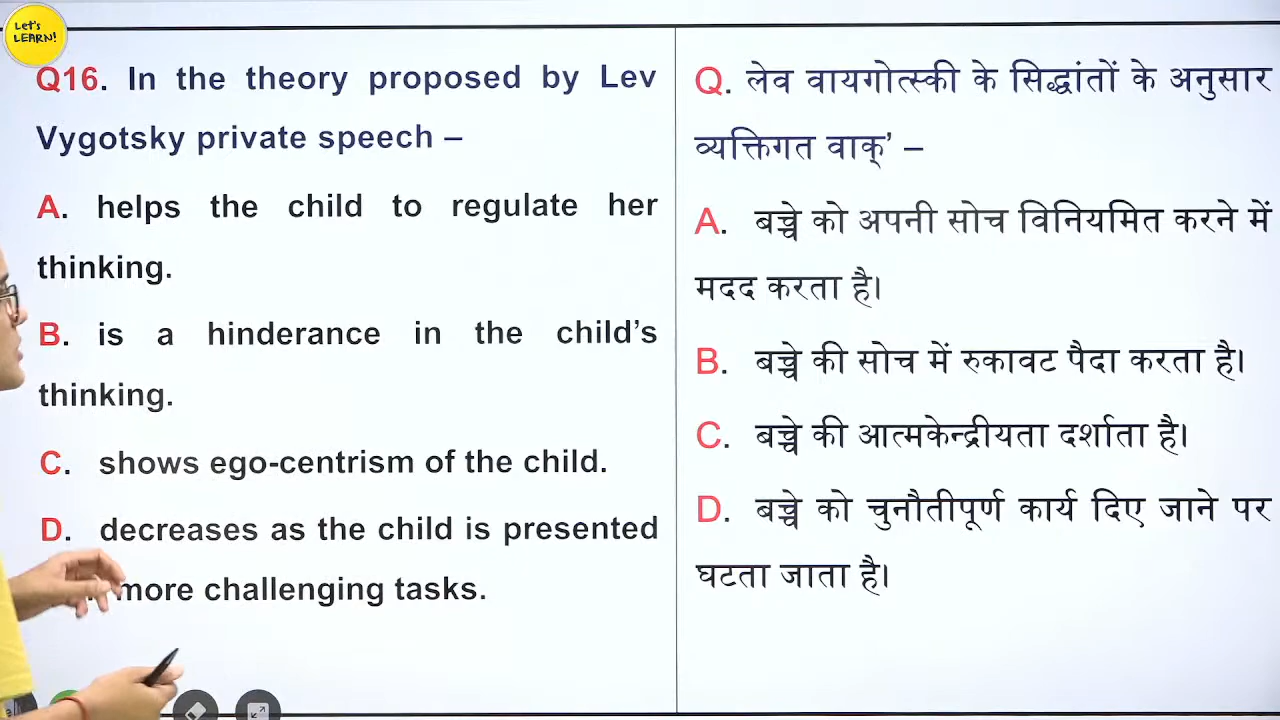 Let's
LEARN!
Q16. In the theory proposed by Lev
Vygotsky private speech –
A. helps the child to regulate her
thinking.
B. is a hinderance in the child's
thinking.
C. shows ego-centrism of the child.
D. decreases as the child is presented
more challenging tasks.
Q. लेव वायगोत्स्की के सिद्धांतों के अनुसार
व्यक्तिगत वाक्' –
A. बच्चे को अपनी सोच विनियमित करने में
मदद करता है।
B. बच्चे की सोच में रुकावट पैदा करता है।
C. बच्चे की आत्मकेन्द्रीयता दर्शाता है।
D. बच्चे को चुनौतीपूर्ण कार्य दिए जाने पर
घटता जाता है।